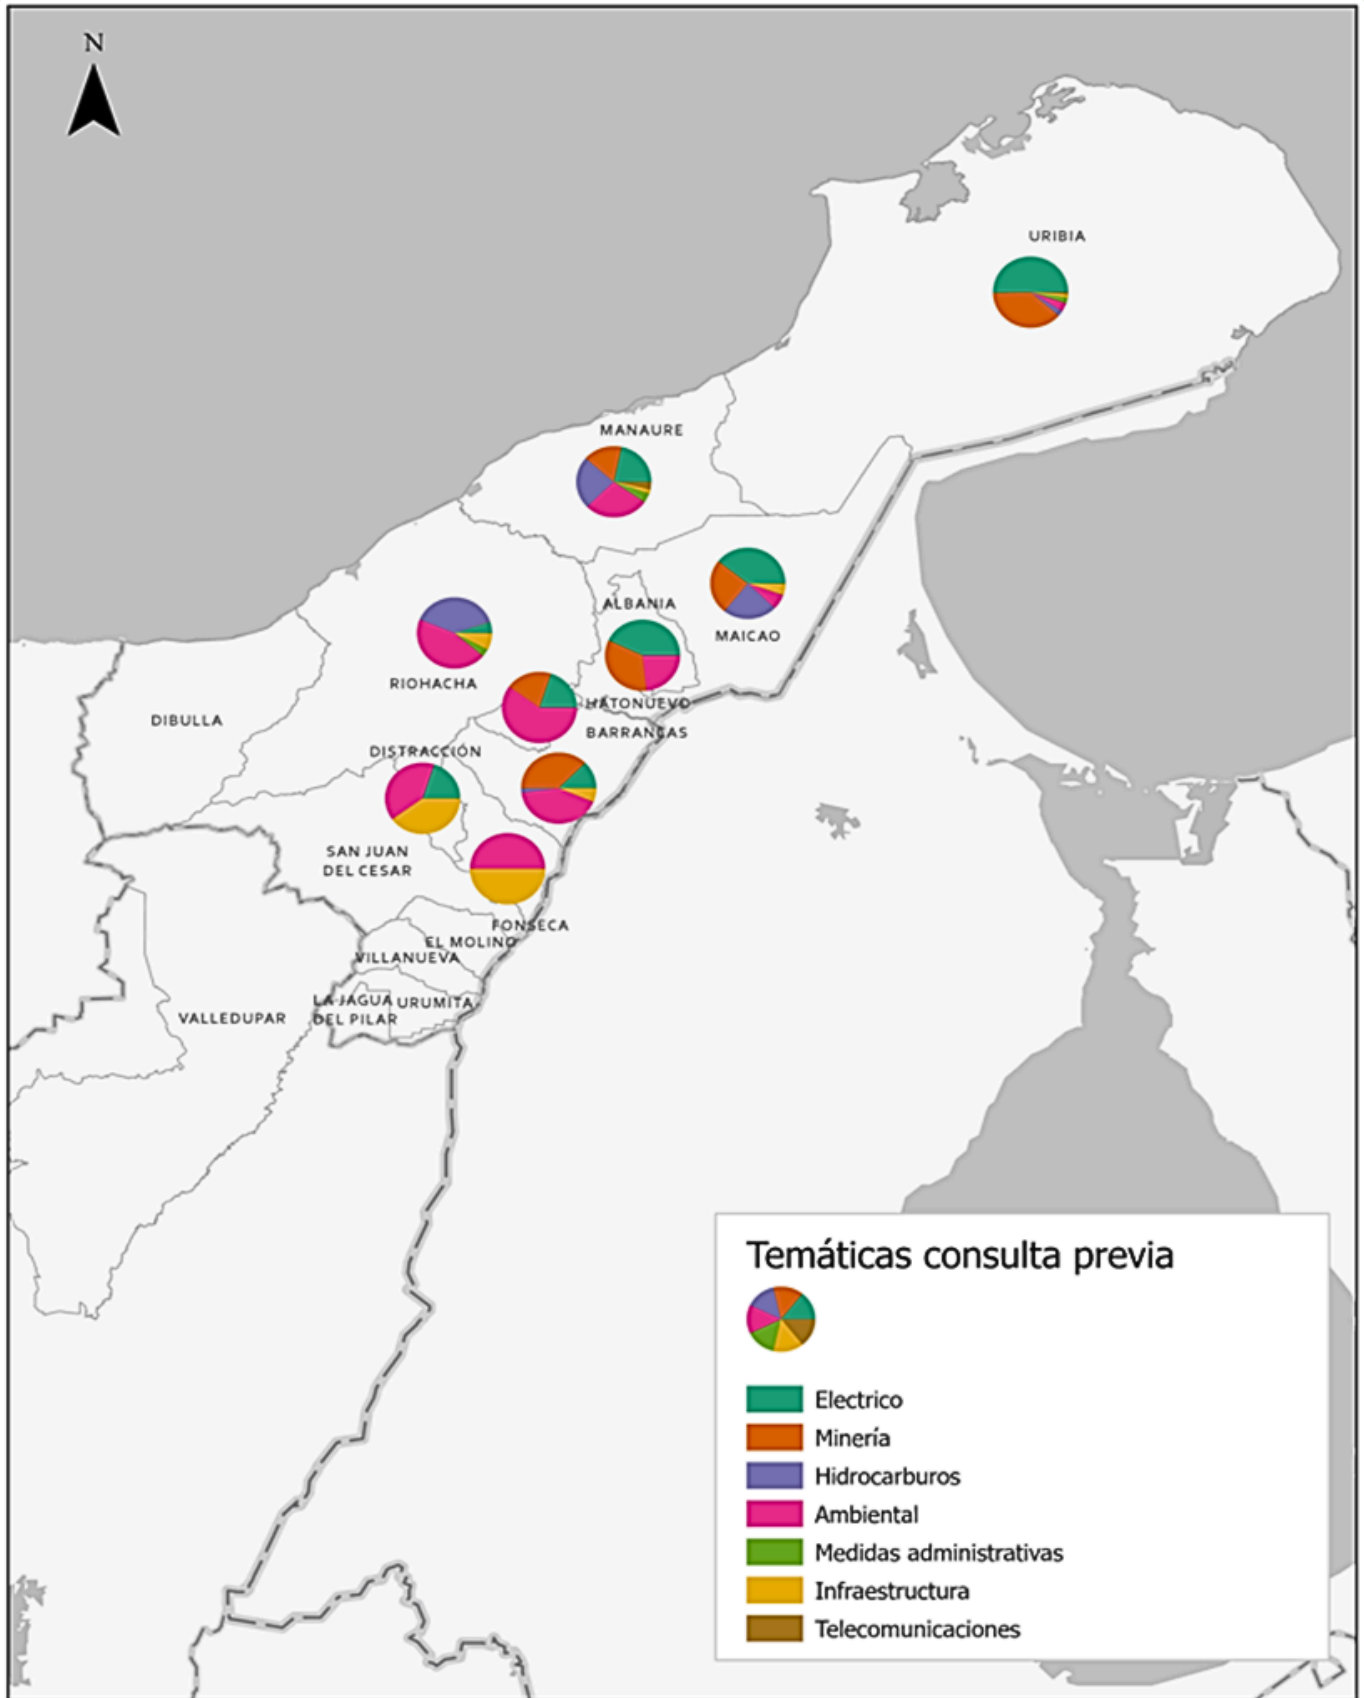 N
URIBIA
MANAURE
ALBANIA
MAICAO
RIOHACHA
HATONUEVO
DIBULLA
BARRANCAS
DISTRACCIÓN
SAN JUAN
DEL CESAR
FONSECA
EL MOLINO
VILLANUEVA
LA JAGUA
DEL PILAR
URUMITA
VALLEDUPAR
Temáticas consulta previa
Electrico
Minería
Hidrocarburos
Ambiental
Medidas administrativas
Infraestructura
Telecomunicaciones